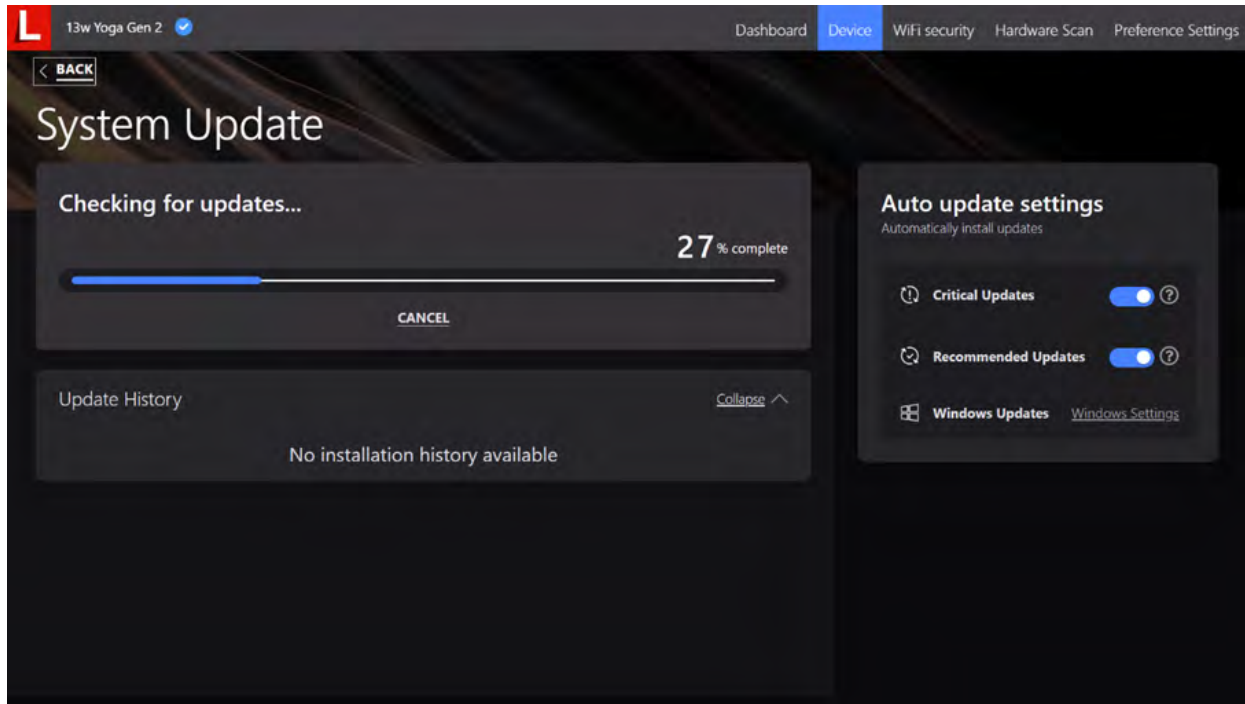 L
13w Yoga Gen 2
Dashboard Device WiFi security Hardware Scan Preference Settings
BACK
System Update
Checking for updates...
27 % complete
CANCEL
Update History Collapse
No installation history available
Auto update settings
Automatically install updates
Critical Updates ?
Recommended Updates ?
Windows Updates Windows Settings